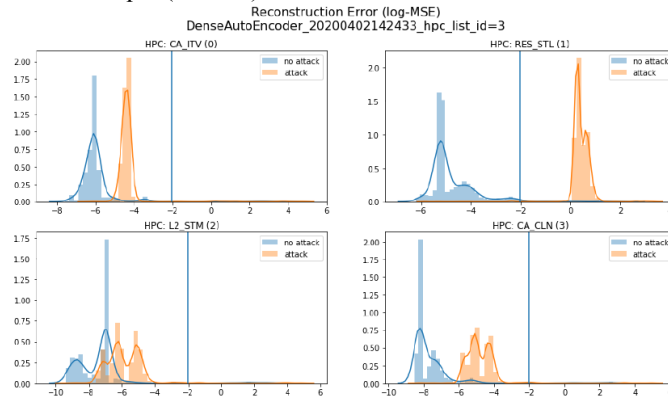 Reconstruction Error (log-MSE)
DenseAutoEncoder_20200402142433_hpc_list_id=3
HPC: CA_ITV (0)
2.00
1.75
1.50
1.25
1.00
0.75
0.50
0.25
0.00
no attack
attack
-8 -6 -4 -2 0 2 4 6
HPC: RES_STL (1)
2.0
1.5
1.0
0.5
0.0
no attack
attack
-6 -4 -2 0 2
HPC: L2_STM (2)
1.75
1.50
1.25
1.00
0.75
0.50
0.25
0.00
no attack
attack
-10 -8 -6 -4 -2 0 2 4 6
HPC: CA_CLN (3)
2.00
1.75
1.50
1.25
1.00
0.75
0.50
0.25
0.00
no attack
attack
-10 -8 -6 -4 -2 0 2 4